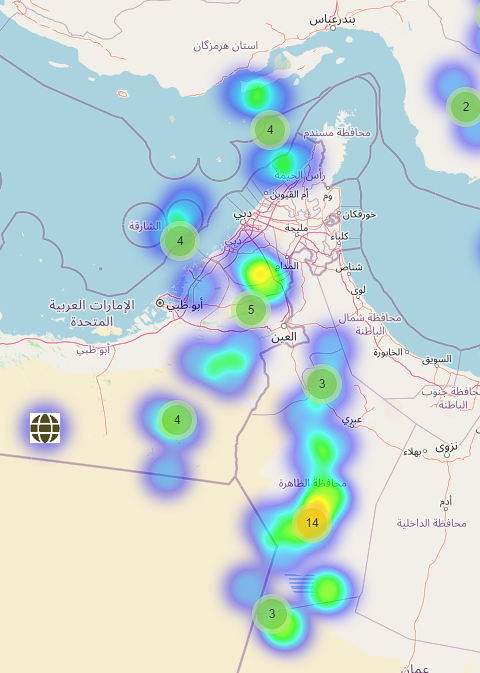 بندرعباس
استان هرمزگان
2
4
محافظة مسندم
رأس الخيمة
أم القيوين
وم
دبي
خورفكان
الشارقة
مليحة
كلباء
4
دبي
المدام
شناص
الإمارات العربية
المتحدة
أبو ظبي
لوى
5
محافظة شمال
الباطنة
العين
أبو ظبي
الخابورة
السويق
3
محافظة جنوب
الباطنة
4
عبري
نزوى
بهلاء
محافظة الظاهرة
أدم
14
محافظة الداخلية
3
عمان